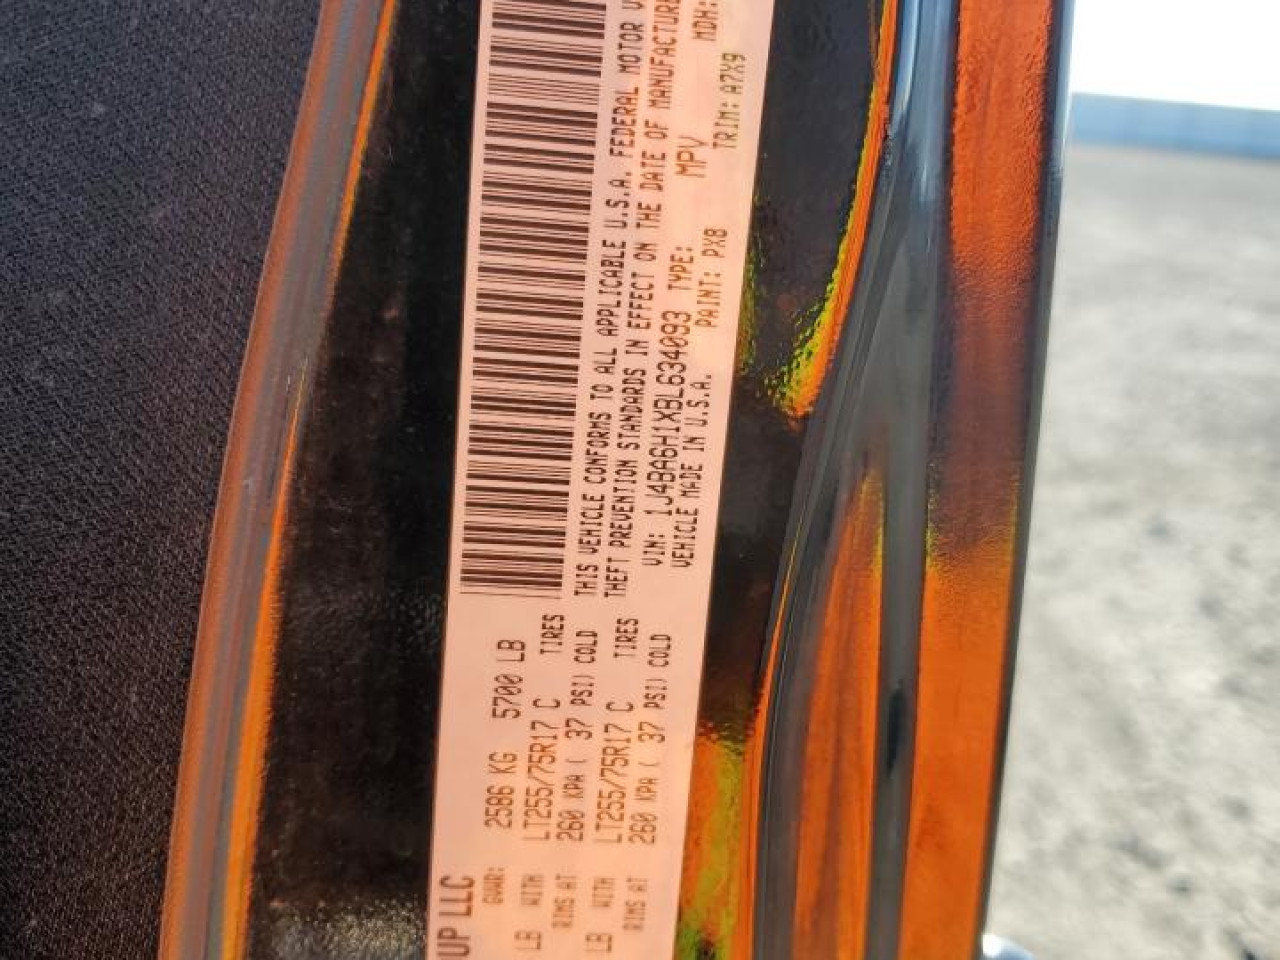 UP LLC
GVWR: 2586 KG 5700 LB
LB WITH LT255/75R17 C TIRES
RIMS AT 260 KPA ( 37 PSI) COLD
LB WITH LT255/75R17 C TIRES
RIMS AT 260 KPA ( 37 PSI) COLD
THIS VEHICLE CONFORMS TO ALL APPLICABLE U.S.A. FEDERAL MOTOR V
THEFT PREVENTION STANDARDS IN EFFECT ON THE DATE OF MANUFACTURE
VIN: 1J4BA6H1XBL634093 TYPE: MPV MDH:
VEHICLE MADE IN U.S.A. PAINT: PX8 TRIM: A7X9